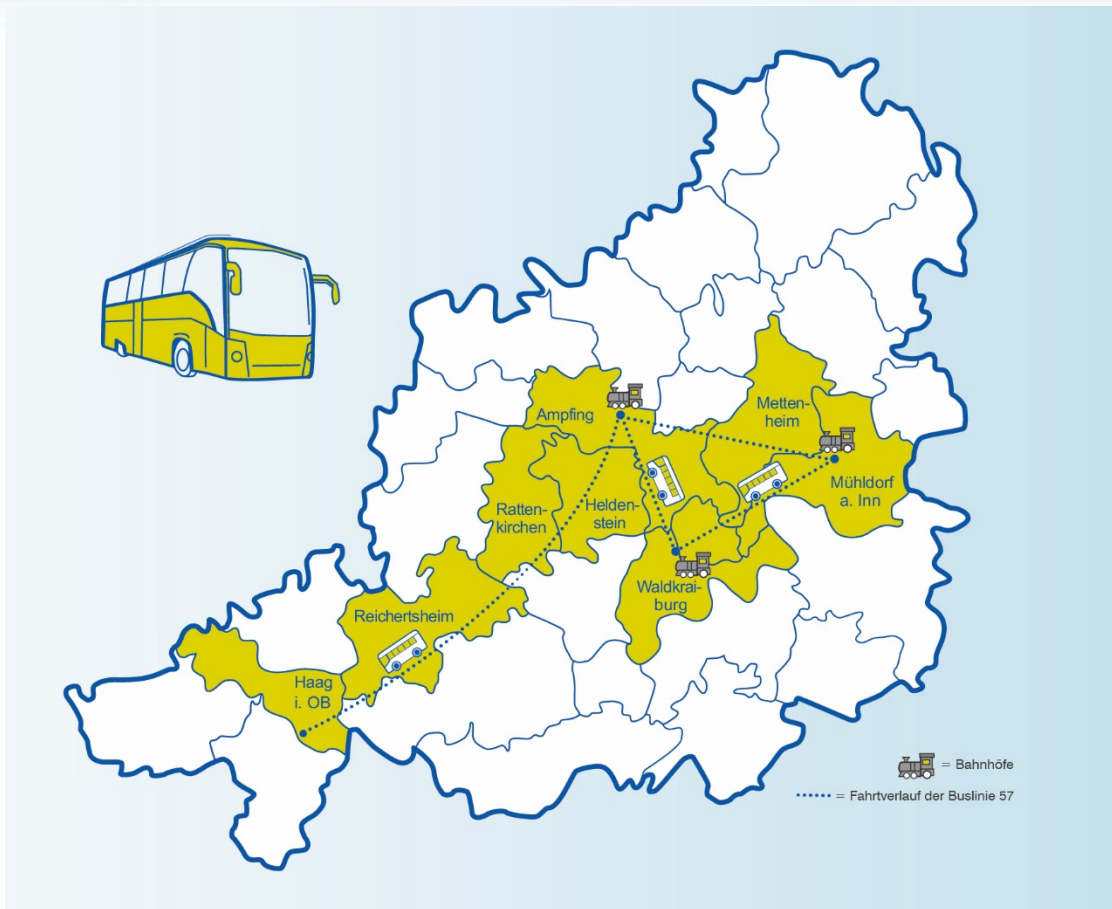 Ampfing
Metten-
heim
Mühldorf
a. Inn
Ratten-
kirchen
Helden-
stein
Waldkrai-
burg
Reichertsheim
Haag
i. OB
= Bahnhöfe
= Fahrtverlauf der Buslinie 57